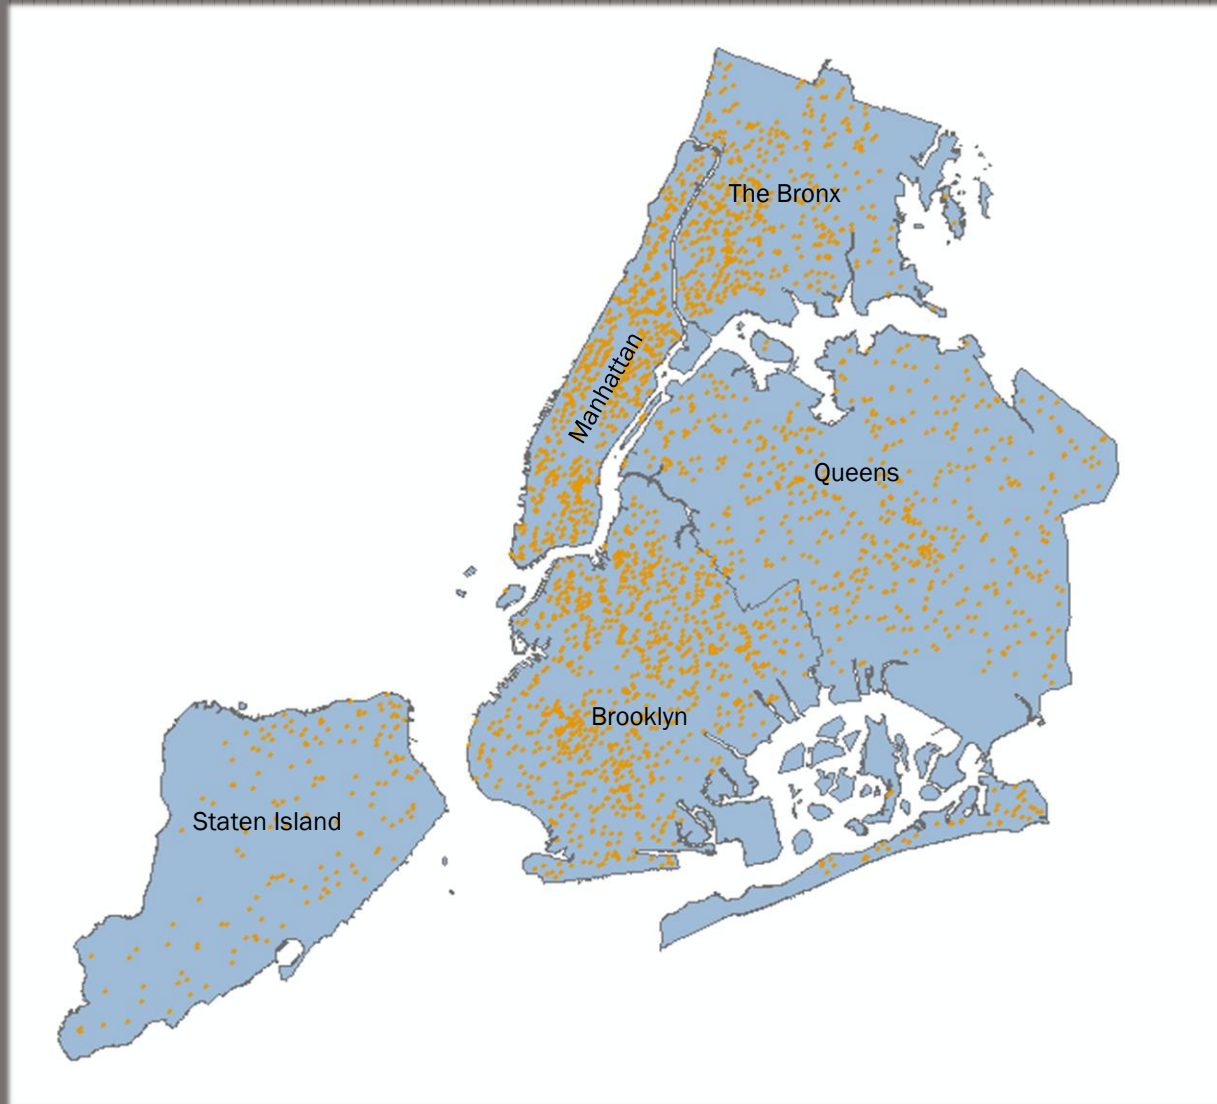 The Bronx
Manhattan
Queens
Brooklyn
Staten Island